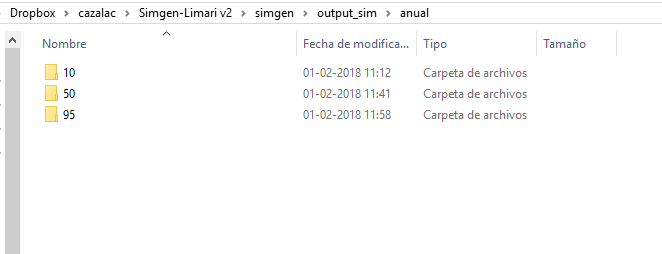 Dropbox > cazalac > Simgen-Limari v2 > simgen > output_sim > anual
Nombre Fecha de modifica... Tipo Tamaño
10 01-02-2018 11:12 Carpeta de archivos
50 01-02-2018 11:41 Carpeta de archivos
95 01-02-2018 11:58 Carpeta de archivos